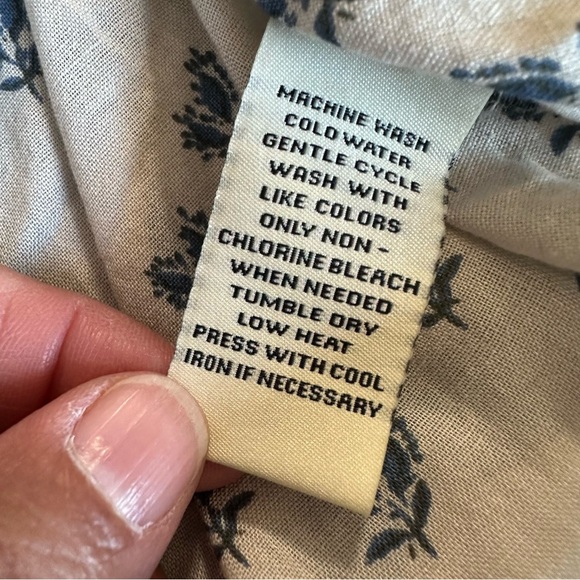 MACHINE WASH
COLD WATER
GENTLE CYCLE
WASH WITH
LIKE COLORS
ONLY NON -
CHLORINE BLEACH
WHEN NEEDED
TUMBLE DRY
LOW HEAT
PRESS WITH COOL
IRON IF NECESSARY